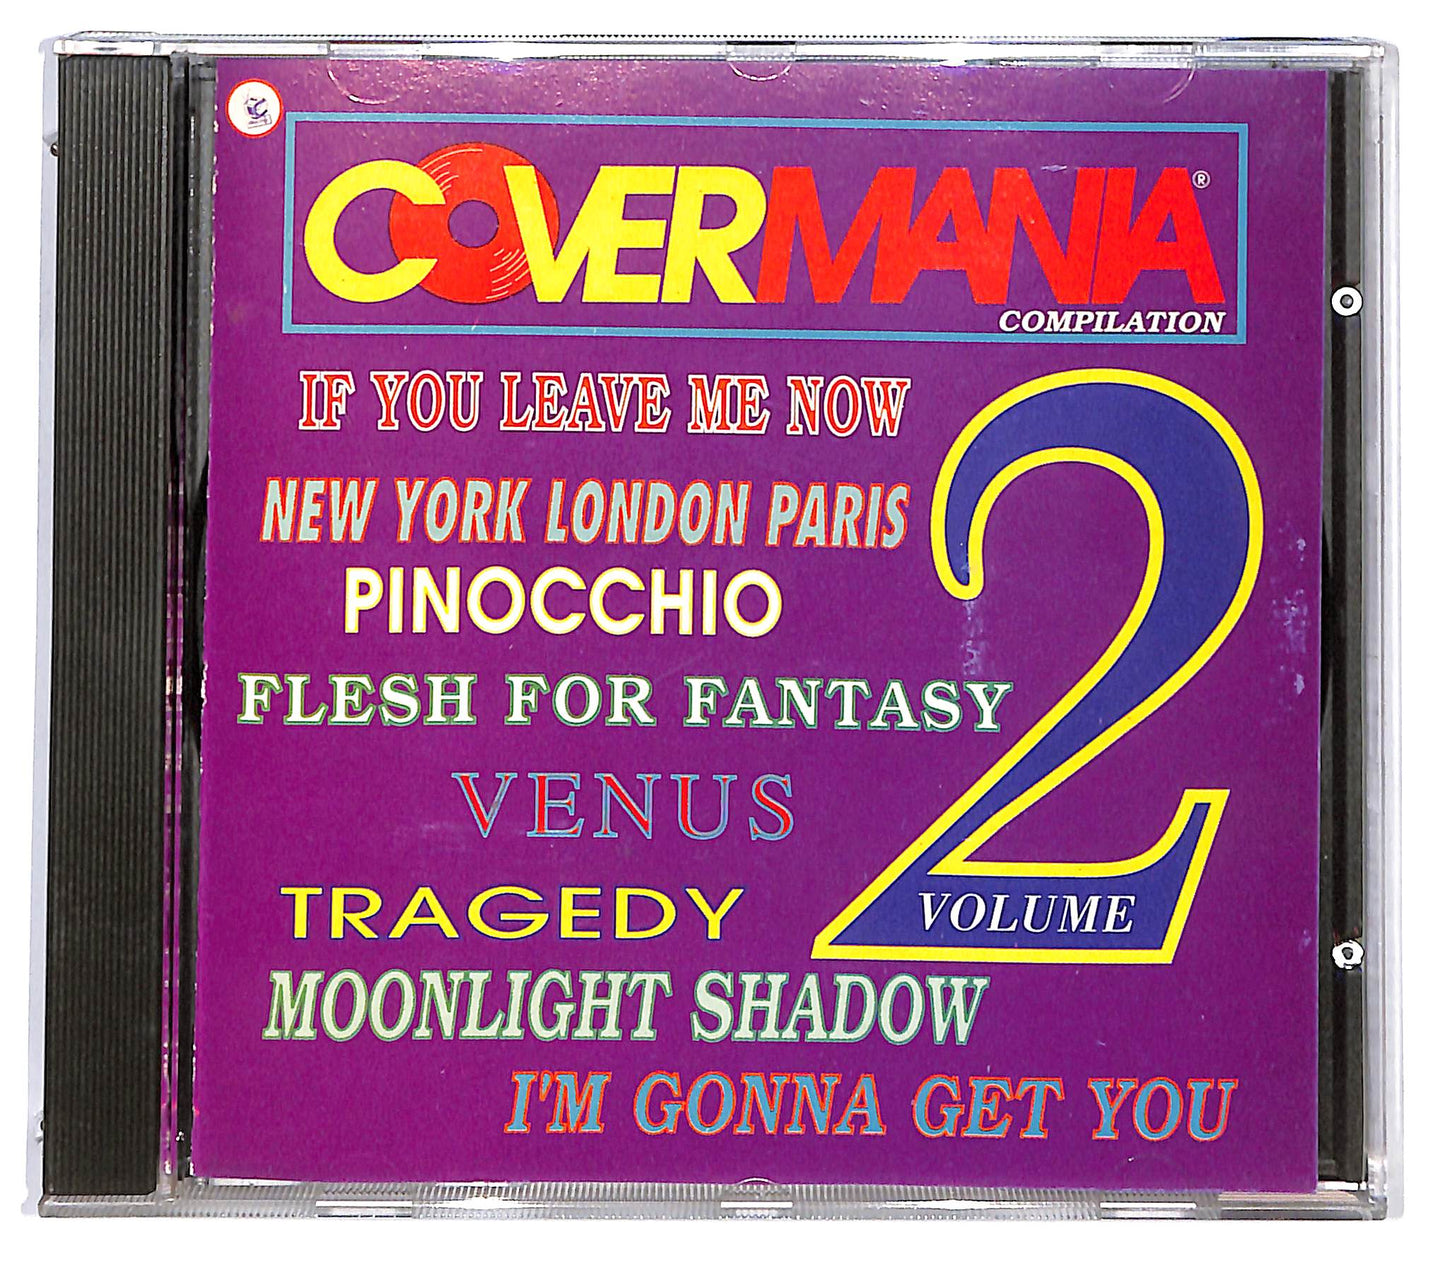 COVERMANIA®
COMPILATION
IF YOU LEAVE ME NOW
NEW YORK LONDON PARIS
PINOCCHIO
FLESH FOR FANTASY
VENUS
TRAGEDY
MOONLIGHT SHADOW
I'M GONNA GET YOU
2
VOLUME